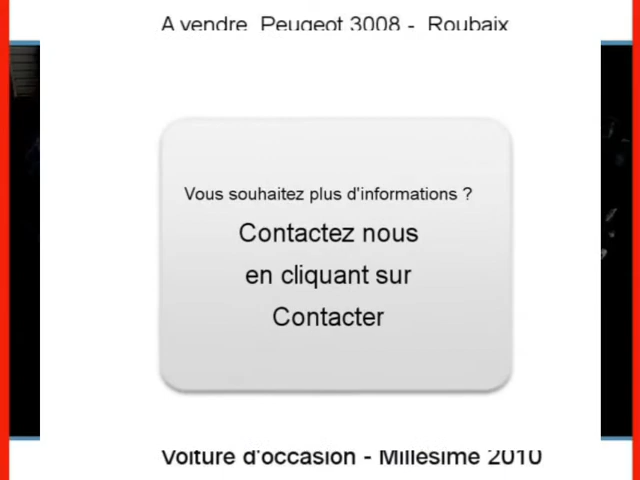 A vendre  Peugeot 3008 -  Roubaix
Vous souhaitez plus d'informations ?
Contactez nous
en cliquant sur
Contacter
Voiture d'occasion - Millesime 2010